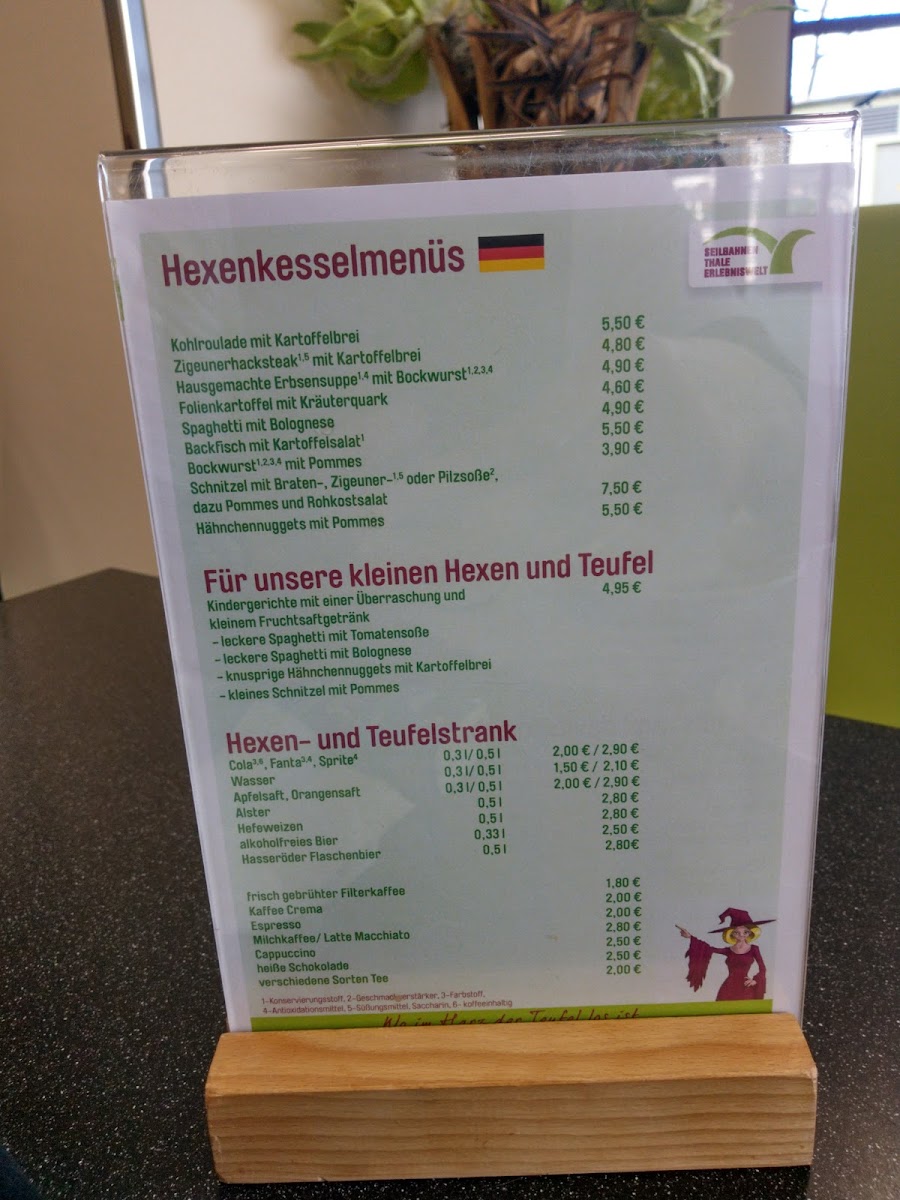 Hexenkesselmenüs
SEILBAHNEN
THALE
ERLEBNISWELT
Kohlroulade mit Kartoffelbrei 5,50 €
Zigeunerhacksteak1,5 mit Kartoffelbrei 4,80 €
Hausgemachte Erbsensuppe1,4 mit Bockwurst1,2,3,4 4,90 €
Folienkartoffel mit Kräuterquark 4,60 €
Spaghetti mit Bolognese 4,90 €
Backfisch mit Kartoffelsalat1 5,50 €
Bockwurst1,2,3,4 mit Pommes 3,90 €
Schnitzel mit Braten-, Zigeuner-1,5 oder Pilzsoße2,
dazu Pommes und Rohkostsalat 7,50 €
Hähnchennuggets mit Pommes 5,50 €
Für unsere kleinen Hexen und Teufel
Kindergerichte mit einer Überraschung und 4,95 €
kleinem Fruchtsaftgetränk
- leckere Spaghetti mit Tomatensoße
- leckere Spaghetti mit Bolognese
- knusprige Hähnchennuggets mit Kartoffelbrei
- kleines Schnitzel mit Pommes
Hexen- und Teufelstrank
Cola3,6, Fanta3,4, Sprite4 0,3 l/ 0,5 l 2,00 € / 2,90 €
Wasser 0,3 l/ 0,5 l 1,50 € / 2,10 €
Apfelsaft, Orangensaft 0,3 l/ 0,5 l 2,00 € / 2,90 €
Alster 0,5 l 2,80 €
Hefeweizen 0,5 l 2,80 €
alkoholfreies Bier 0,33 l 2,50 €
Hasseröder Flaschenbier 0,5 l 2,80€
frisch gebrühter Filterkaffee 1,80 €
Kaffee Crema 2,00 €
Espresso 2,00 €
Milchkaffee/ Latte Macchiato 2,80 €
Cappuccino 2,50 €
heiße Schokolade 2,50 €
verschiedene Sorten Tee 2,00 €
1-Konservierungsstoff, 2-Geschmacksverstärker, 3-Farbstoff,
4-Antioxidationsmittel, 5-Süßungsmittel, Saccharin, 6- koffeeinhaltig
Wo im Harz der Teufel los ist